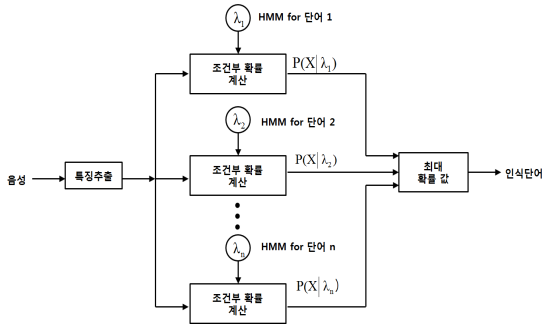 λ1 HMM for 단어 1
조건부 확률
계산
P(X|λ1)
λ2 HMM for 단어 2
음성
특징추출
조건부 확률
계산
P(X|λ2)
최대
확률 값
인식단어
λn HMM for 단어 n
조건부 확률
계산
P(X|λn)